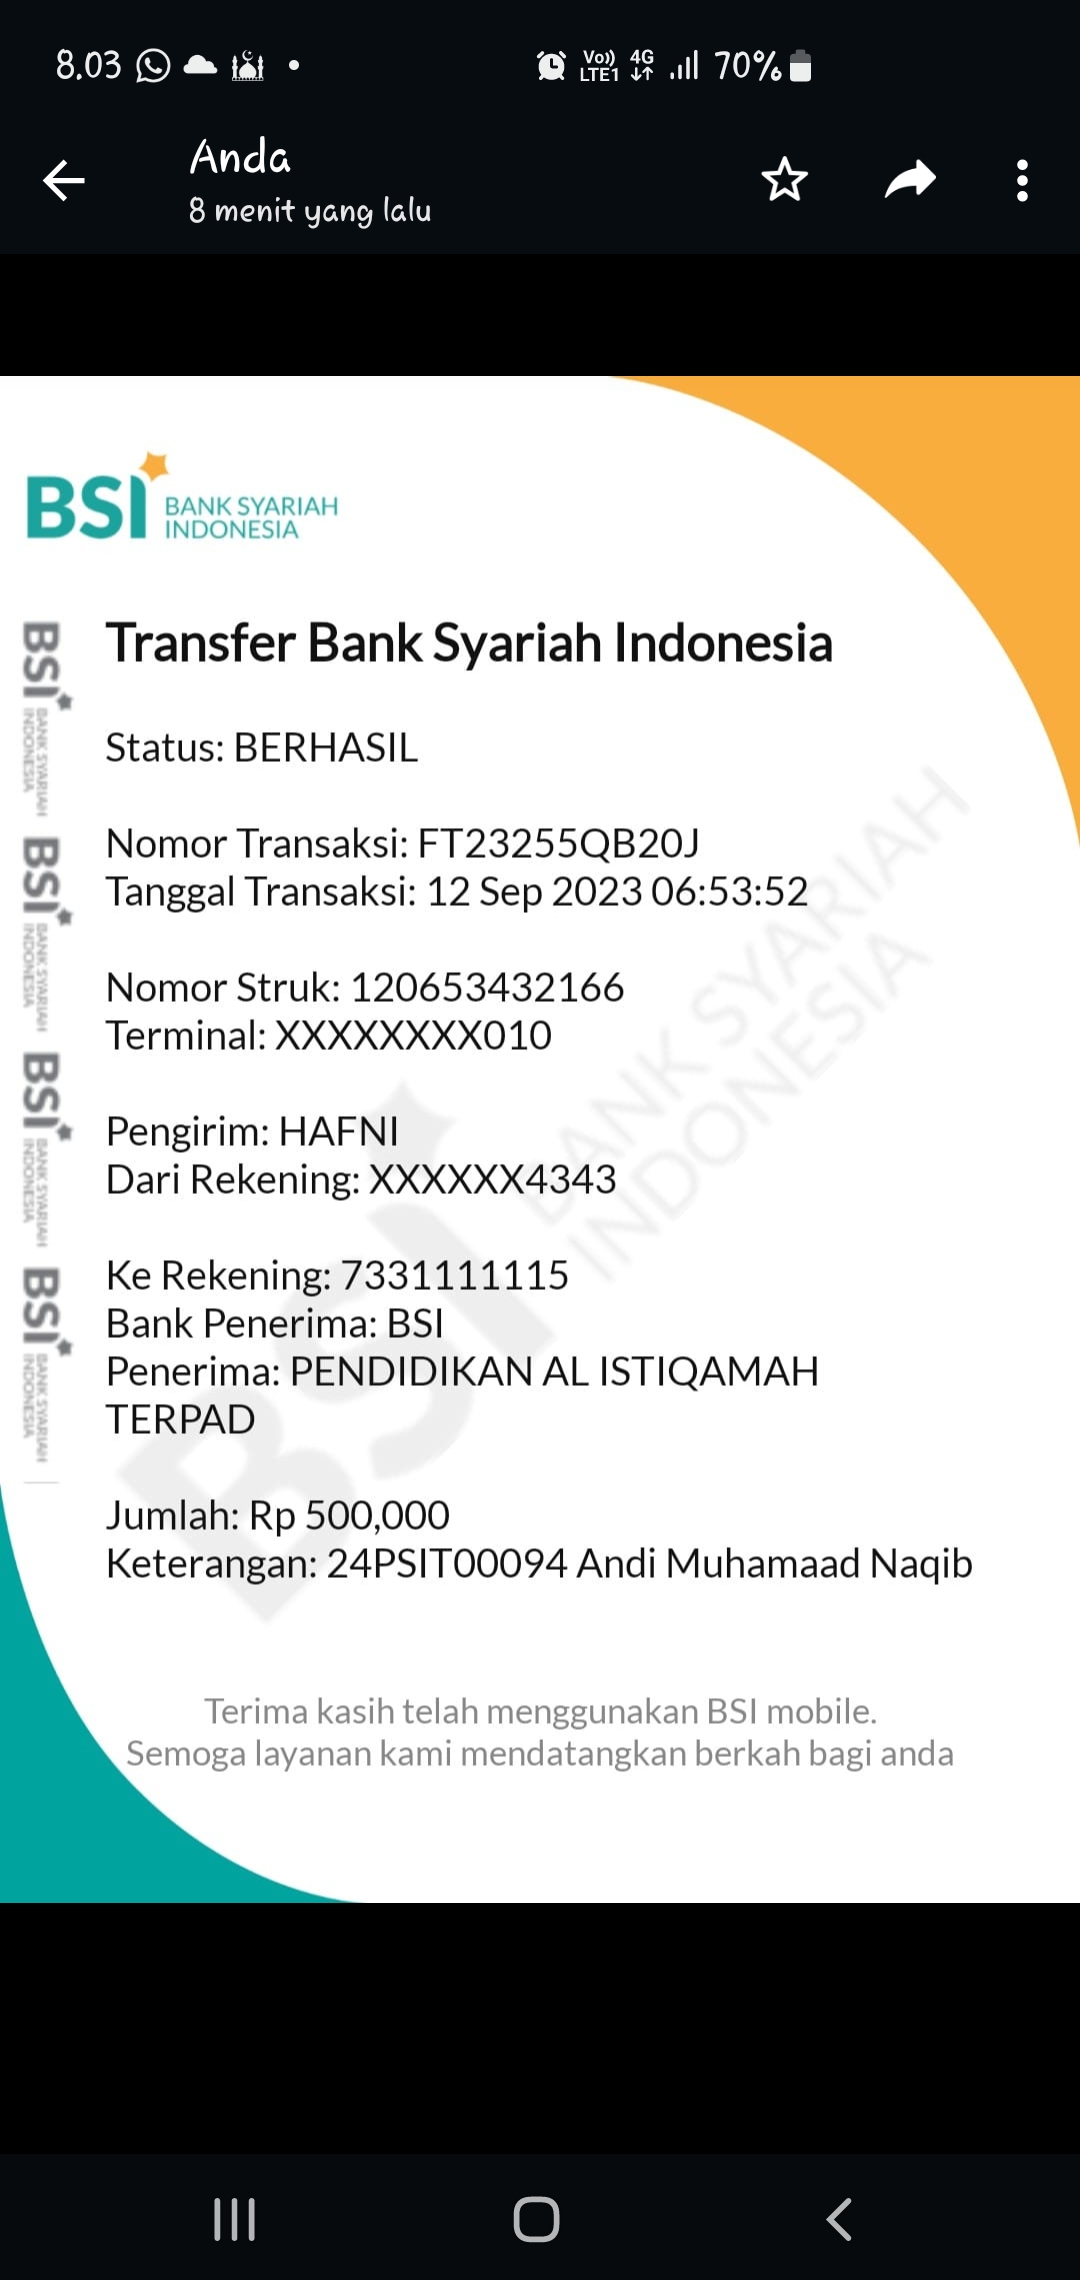 8.03
Vo)) LTE1 4G 70%
Anda
8 menit yang lalu
BSI BANK SYARIAH INDONESIA
Transfer Bank Syariah Indonesia
Status: BERHASIL
Nomor Transaksi: FT23255QB20J
Tanggal Transaksi: 12 Sep 2023 06:53:52
Nomor Struk: 120653432166
Terminal: XXXXXXXX010
Pengirim: HAFNI
Dari Rekening: XXXXXX4343
Ke Rekening: 7331111115
Bank Penerima: BSI
Penerima: PENDIDIKAN AL ISTIQAMAH
TERPAD
Jumlah: Rp 500,000
Keterangan: 24PSIT00094 Andi Muhamaad Naqib
Terima kasih telah menggunakan BSI mobile.
Semoga layanan kami mendatangkan berkah bagi anda
BSI BANK SYARIAH INDONESIA
BSI BANK SYARIAH INDONESIA
BSI BANK SYARIAH INDONESIA
BSI BANK SYARIAH INDONESIA
BSI BANK SYARIAH INDONESIA